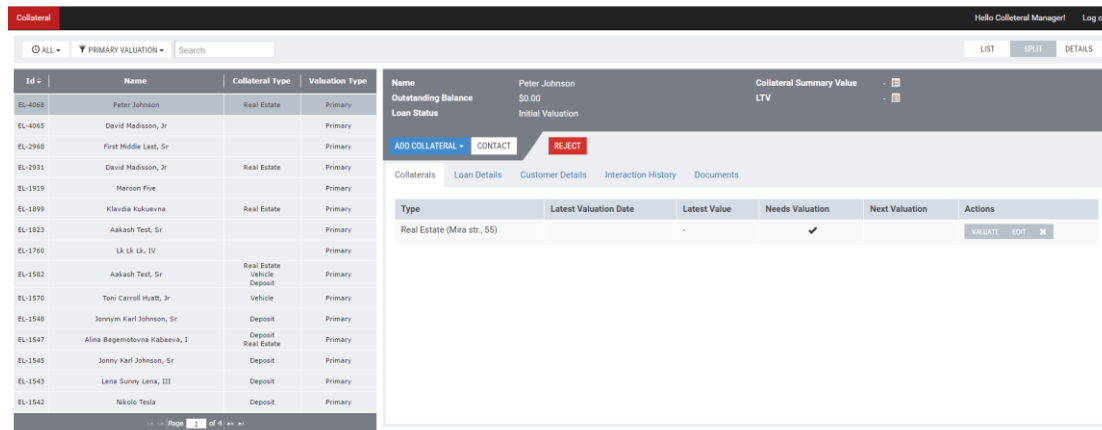 Collateral
Hello Colleteral Manager! Log o
ALL PRIMARY VALUATION Search
LIST SPLIT DETAILS
Id Name Collateral Type Valuation Type
EL-4068 Peter Johnson Real Estate Primary
EL-4065 David Madisson, Jr Primary
EL-2968 First Middle Last, Sr Primary
EL-2931 David Madisson, Jr Real Estate Primary
EL-1919 Maroon Five Primary
EL-1899 Klavdia Kukuevna Real Estate Primary
EL-1823 Aakash Test, Sr Primary
EL-1760 Lk Lk Lk, IV Primary
EL-1582 Aakash Test, Sr Real Estate Primary
Vehicle
Deposit
EL-1570 Toni Carroll Hyatt, Jr Vehicle Primary
EL-1548 Jonnym Karl Johnson, Sr Deposit Primary
EL-1547 Alina Begemotovna Kabaeva, I Deposit Primary
Real Estate
EL-1545 Jonny Karl Johnson, Sr Deposit Primary
EL-1543 Lena Sunny Lena, III Deposit Primary
EL-1542 Nikolo Tesla Deposit Primary
Page 1 of 4
Name Peter Johnson Collateral Summary Value -
Outstanding Balance $0.00 LTV -
Loan Status Initial Valuation
ADD COLLATERAL CONTACT REJECT
Collaterals Loan Details Customer Details Interaction History Documents
Type Latest Valuation Date Latest Value Needs Valuation Next Valuation Actions
Real Estate (Mira str., 55) - ✔ VALUATE EDIT ✖